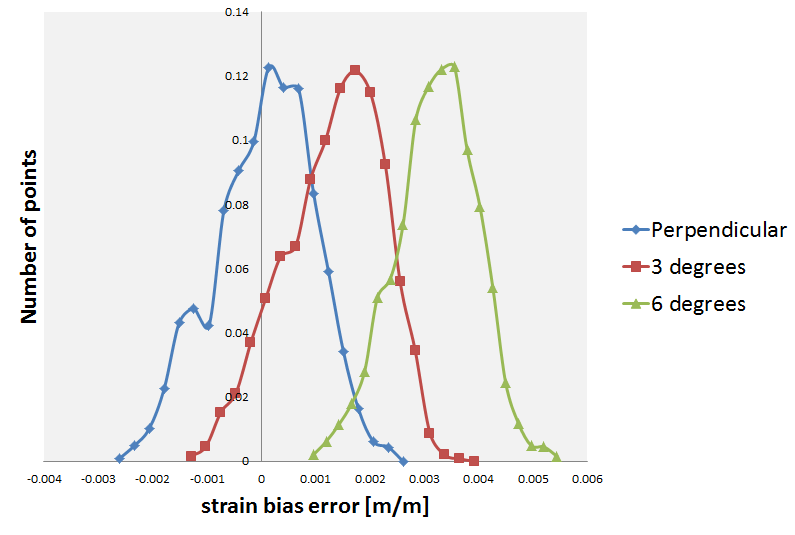 0.14
0.12
0.1
0.08
0.06
0.04
0.02
0
Number of points
-0.004 -0.003 -0.002 -0.001 0 0.001 0.002 0.003 0.004 0.005 0.006
strain bias error [m/m]
Perpendicular
3 degrees
6 degrees